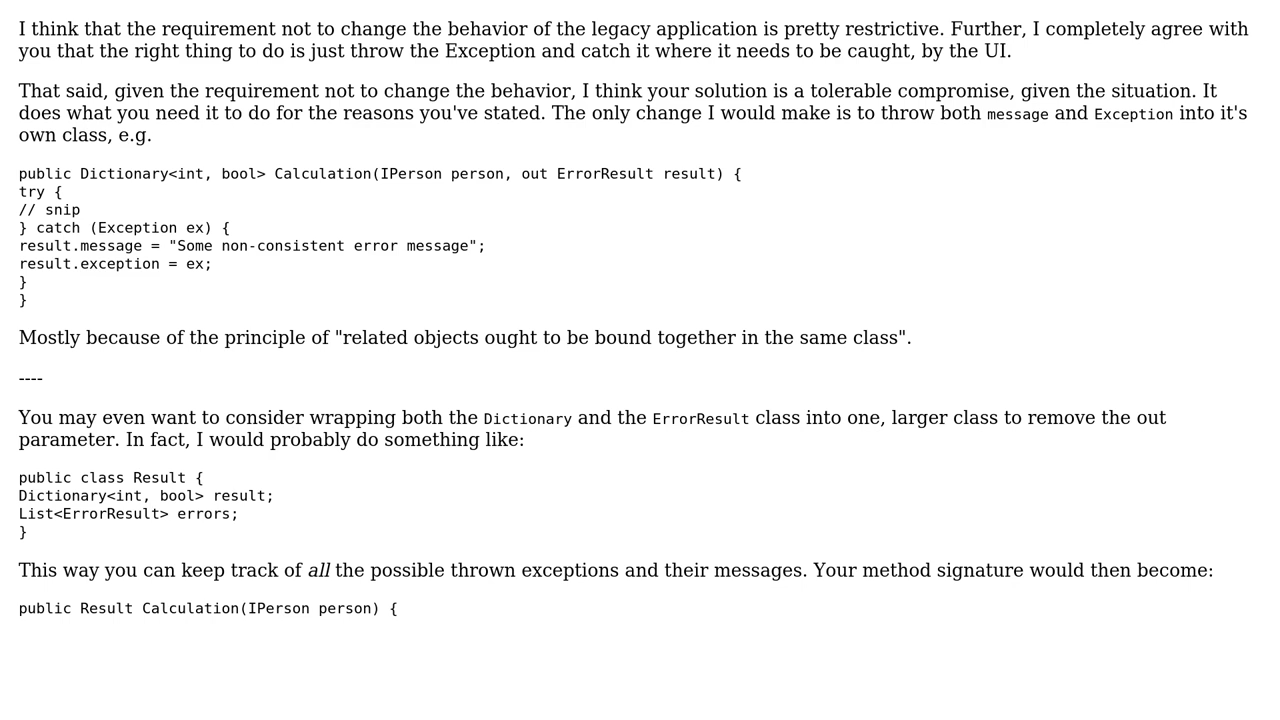 I think that the requirement not to change the behavior of the legacy application is pretty restrictive. Further, I completely agree with
you that the right thing to do is just throw the Exception and catch it where it needs to be caught, by the UI.
That said, given the requirement not to change the behavior, I think your solution is a tolerable compromise, given the situation. It
does what you need it to do for the reasons you've stated. The only change I would make is to throw both message and Exception into it's
own class, e.g.
public Dictionary<int, bool> Calculation(IPerson person, out ErrorResult result) {
try {
// snip
} catch (Exception ex) {
result.message = "Some non-consistent error message";
result.exception = ex;
}
}
Mostly because of the principle of "related objects ought to be bound together in the same class".
----
You may even want to consider wrapping both the Dictionary and the ErrorResult class into one, larger class to remove the out
parameter. In fact, I would probably do something like:
public class Result {
Dictionary<int, bool> result;
List<ErrorResult> errors;
}
This way you can keep track of all the possible thrown exceptions and their messages. Your method signature would then become:
public Result Calculation(IPerson person) {